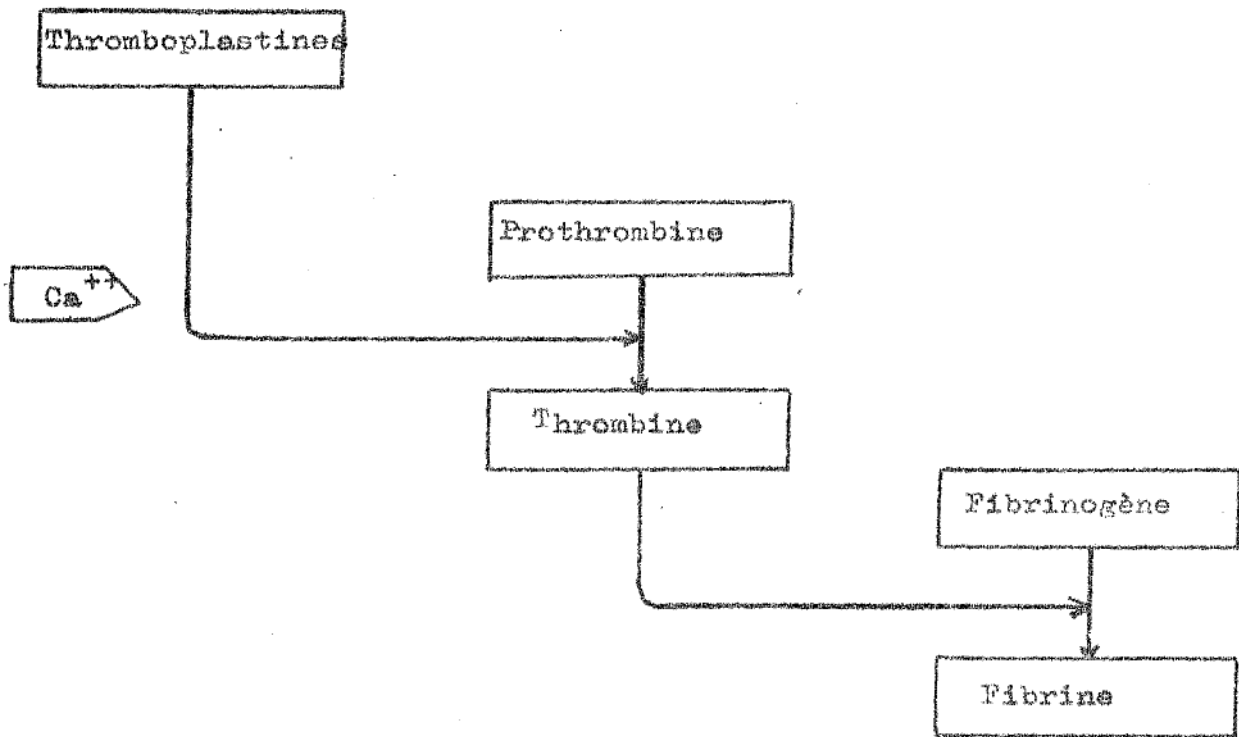 Thromboplastines
Prothrombine
Ca++
Thrombine
Fibrinogène
Fibrine